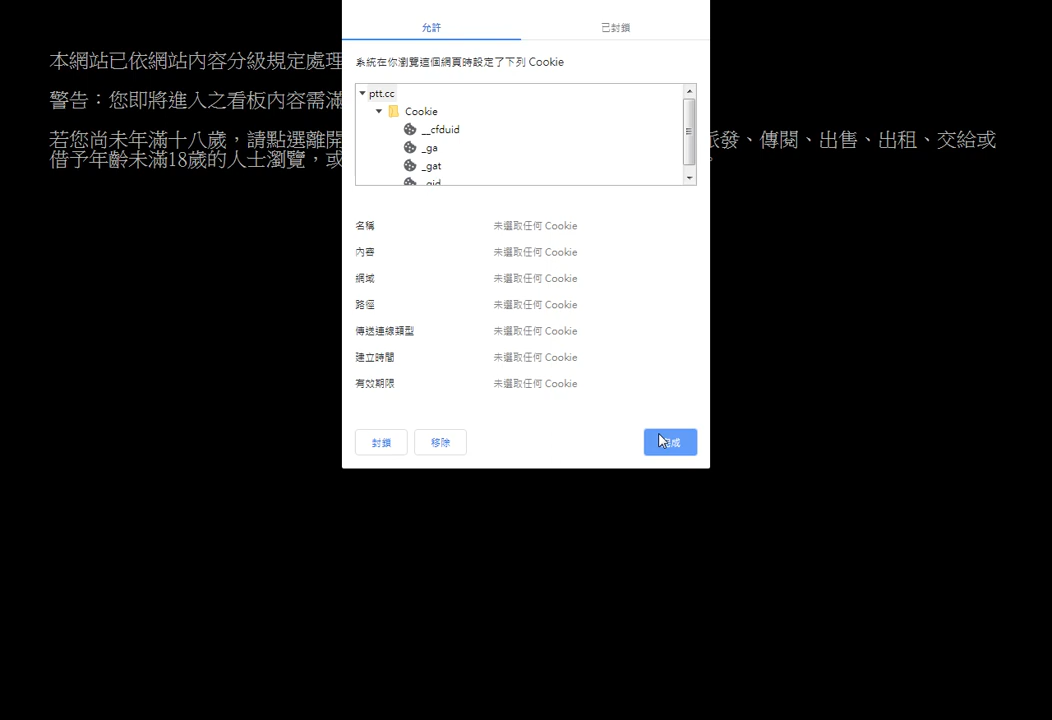 允許 已封鎖
系統在你瀏覽這個網頁時設定了下列 Cookie
ptt.cc
Cookie
__cfduid
_ga
_gat
_gid
名稱 未選取任何 Cookie
內容 未選取任何 Cookie
網域 未選取任何 Cookie
路徑 未選取任何 Cookie
傳送連線類型 未選取任何 Cookie
建立時間 未選取任何 Cookie
有效期限 未選取任何 Cookie
封鎖 移除 成
本網站已依網站內容分級規定處理
警告：您即將進入之看板內容需滿
若您尚未年滿十八歲，請點選離開 發、傳閱、出售、出租、交給或
借予年齡未滿18歲的人士瀏覽，或 。